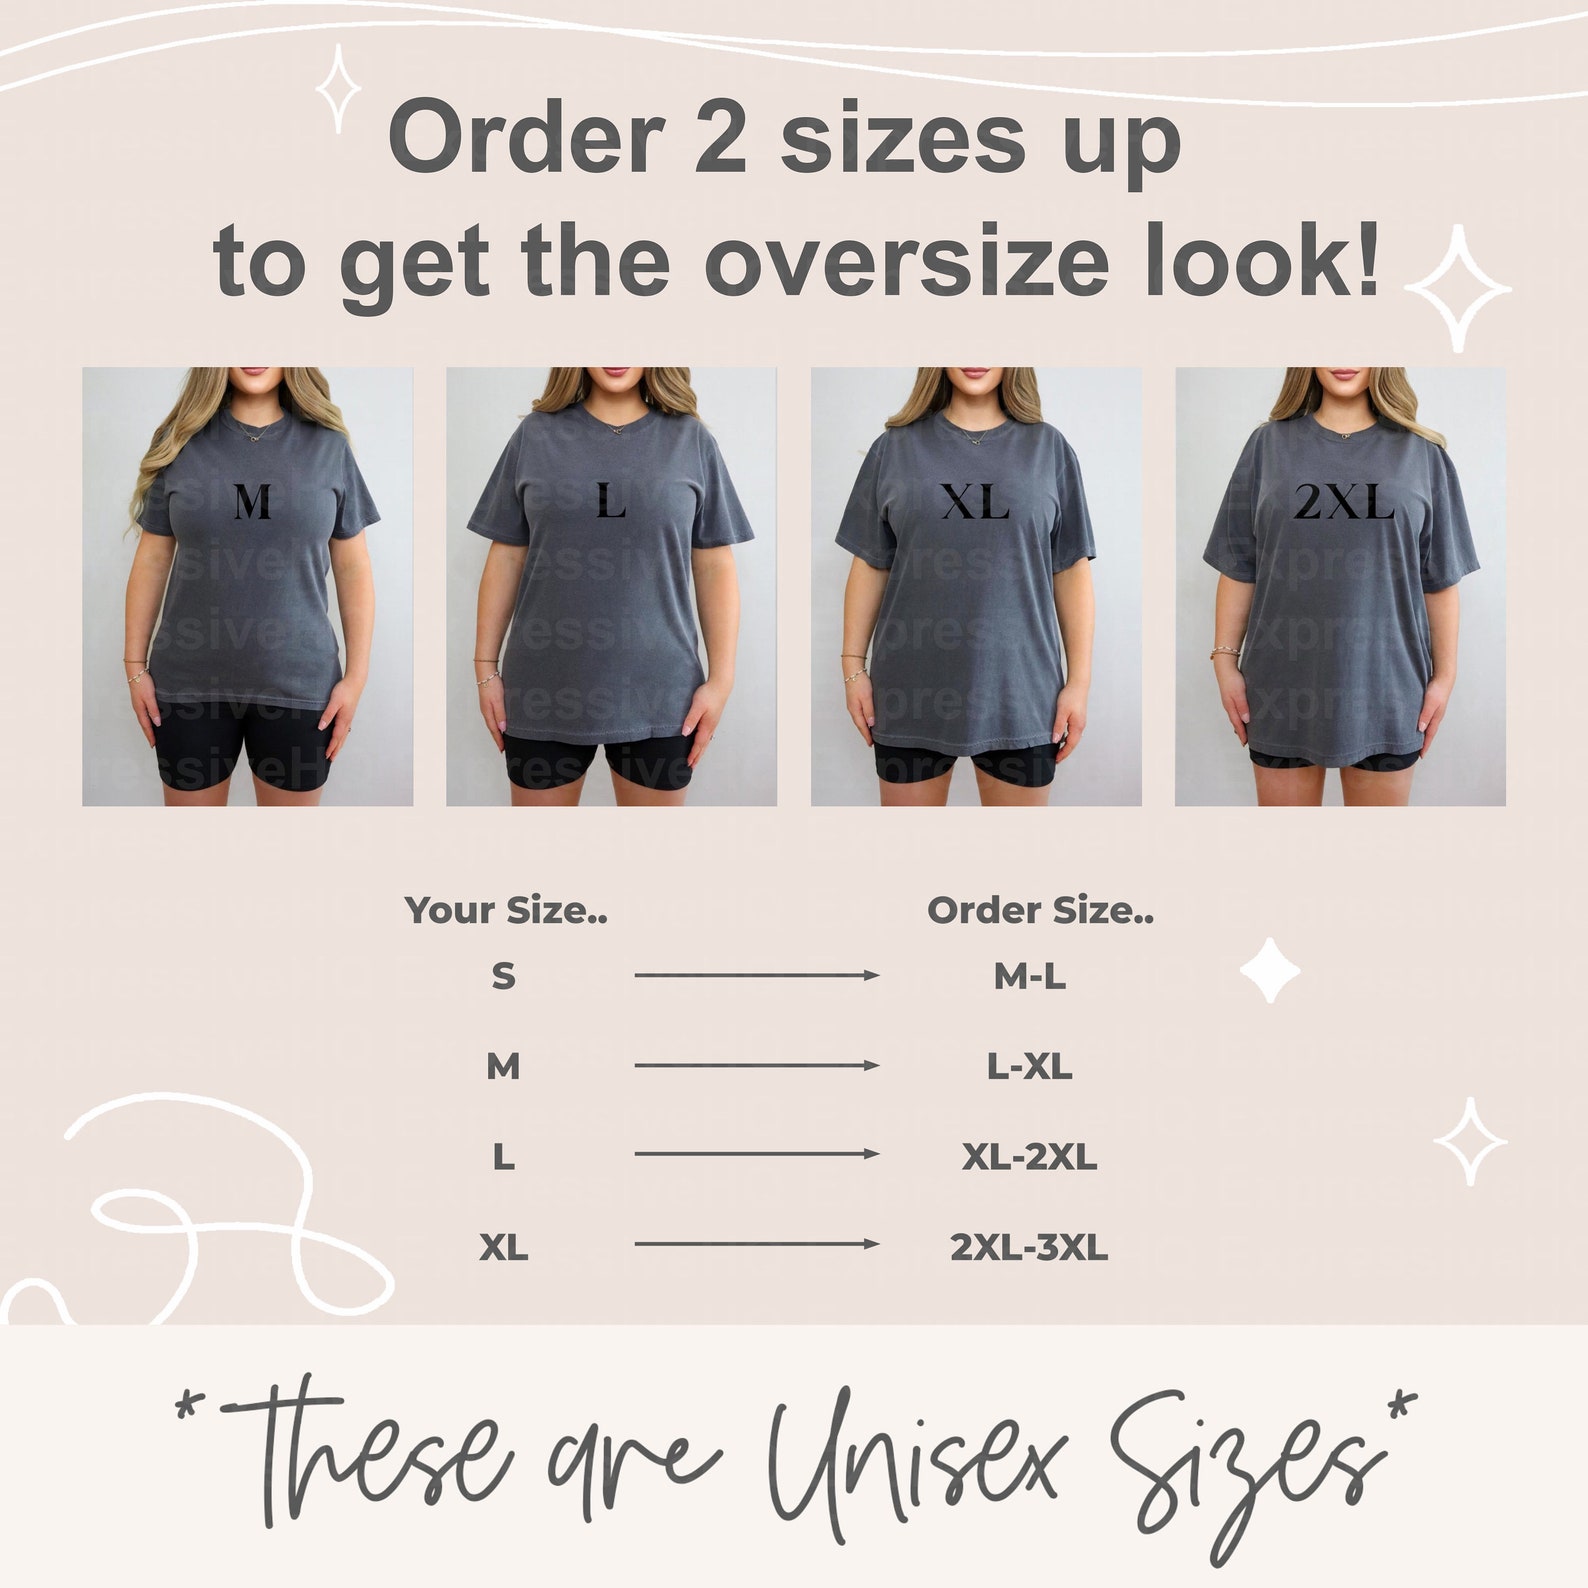 Order 2 sizes up
to get the oversize look!
M
L
XL
2XL
Your Size.. Order Size..
S M-L
M L-XL
L XL-2XL
XL 2XL-3XL
*These are Unisex Sizes*